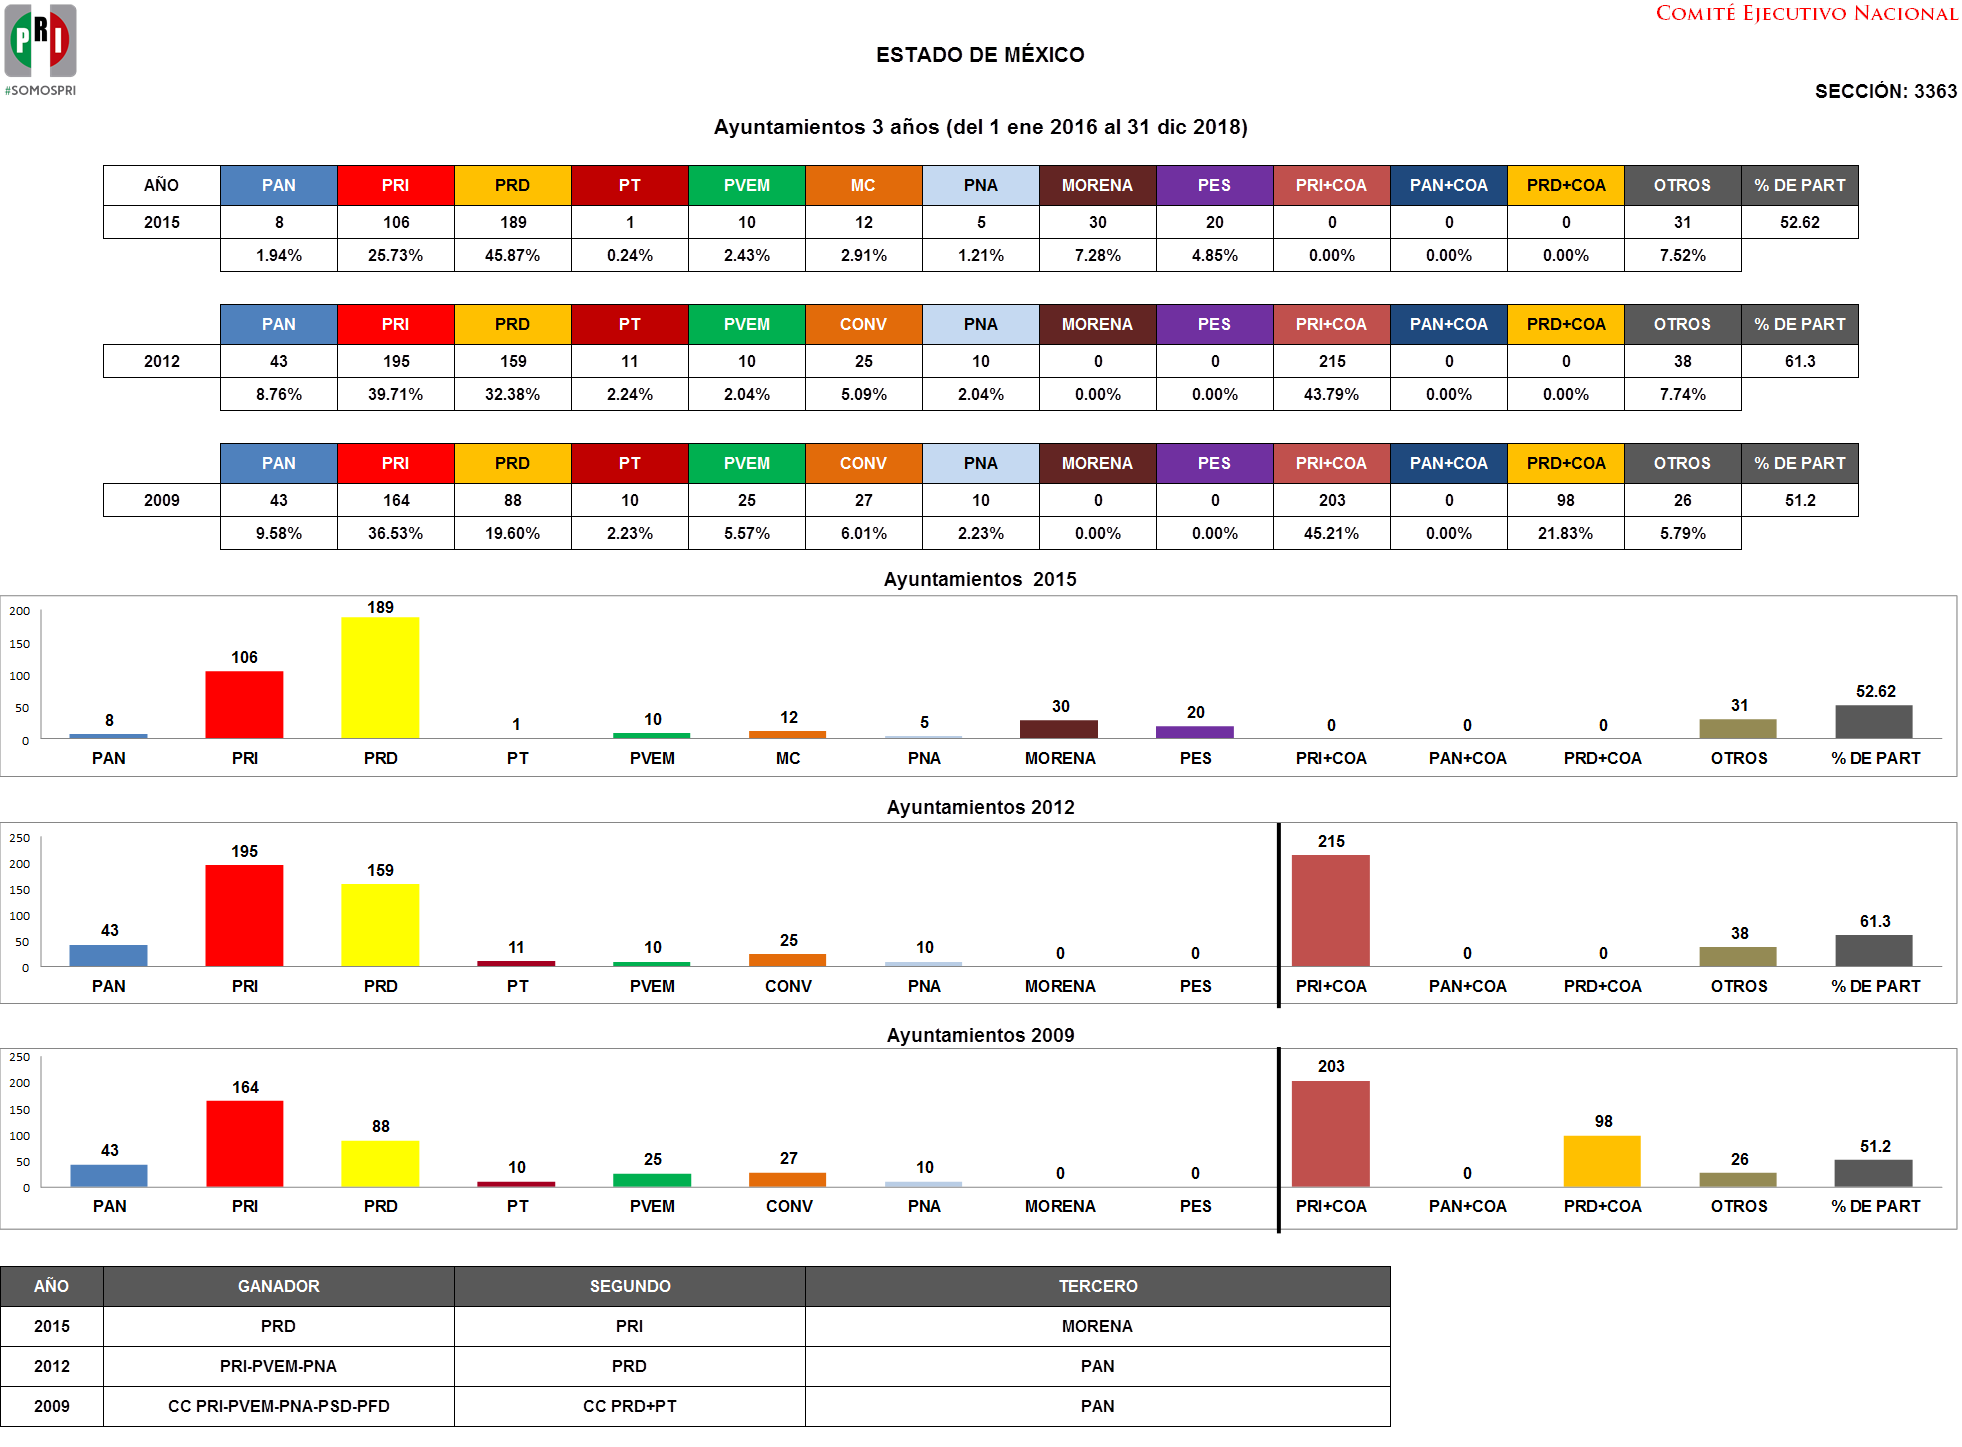 PRI
#SOMOSPRI
COMITÉ EJECUTIVO NACIONAL
ESTADO DE MÉXICO
SECCIÓN: 3363
Ayuntamientos 3 años (del 1 ene 2016 al 31 dic 2018)
AÑO PAN PRI PRD PT PVEM MC PNA MORENA PES PRI+COA PAN+COA PRD+COA OTROS % DE PART
2015 8 106 189 1 10 12 5 30 20 0 0 0 31 52.62
1.94% 25.73% 45.87% 0.24% 2.43% 2.91% 1.21% 7.28% 4.85% 0.00% 0.00% 0.00% 7.52%
PAN PRI PRD PT PVEM CONV PNA MORENA PES PRI+COA PAN+COA PRD+COA OTROS % DE PART
2012 43 195 159 11 10 25 10 0 0 215 0 0 38 61.3
8.76% 39.71% 32.38% 2.24% 2.04% 5.09% 2.04% 0.00% 0.00% 43.79% 0.00% 0.00% 7.74%
PAN PRI PRD PT PVEM CONV PNA MORENA PES PRI+COA PAN+COA PRD+COA OTROS % DE PART
2009 43 164 88 10 25 27 10 0 0 203 0 98 26 51.2
9.58% 36.53% 19.60% 2.23% 5.57% 6.01% 2.23% 0.00% 0.00% 45.21% 0.00% 21.83% 5.79%
Ayuntamientos 2015
200
150
100
50
0
8 106 189 1 10 12 5 30 20 0 0 0 31 52.62
PAN PRI PRD PT PVEM MC PNA MORENA PES PRI+COA PAN+COA PRD+COA OTROS % DE PART
Ayuntamientos 2012
250
200
150
100
50
0
43 195 159 11 10 25 10 0 0 215 0 0 38 61.3
PAN PRI PRD PT PVEM CONV PNA MORENA PES PRI+COA PAN+COA PRD+COA OTROS % DE PART
Ayuntamientos 2009
250
200
150
100
50
0
43 164 88 10 25 27 10 0 0 203 0 98 26 51.2
PAN PRI PRD PT PVEM CONV PNA MORENA PES PRI+COA PAN+COA PRD+COA OTROS % DE PART
AÑO GANADOR SEGUNDO TERCERO
2015 PRD PRI MORENA
2012 PRI-PVEM-PNA PRD PAN
2009 CC PRI-PVEM-PNA-PSD-PFD CC PRD+PT PAN